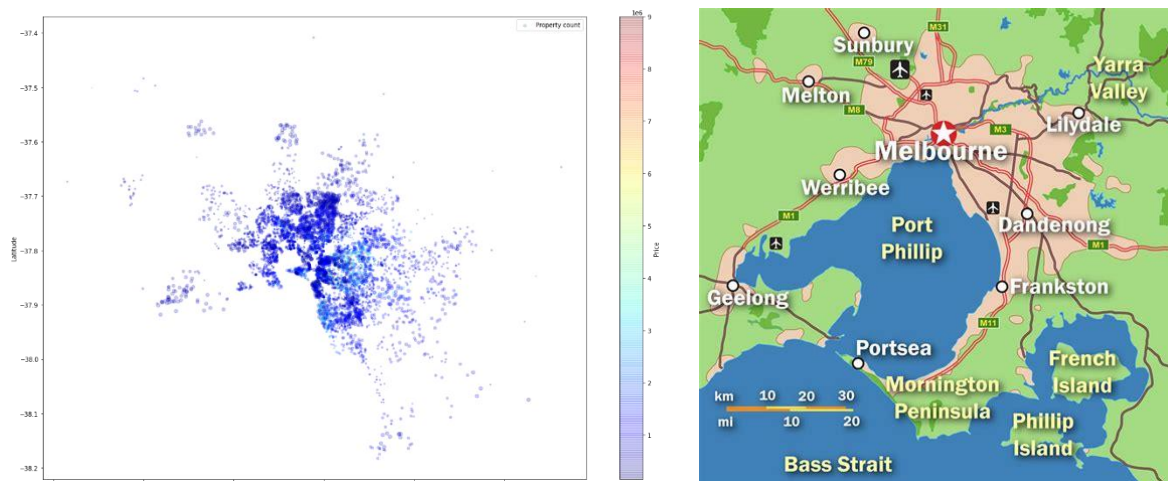 1e6
Property count
9
8
7
6
5
4
3
2
1
Price
−37.4
−37.5
−37.6
−37.7
−37.8
−37.9
−38.0
−38.1
−38.2
Latitude
M31
Sunbury
M79
Yarra
Valley
Melton
M8
Lilydale
M3
Melbourne
Werribee
M1
Port
Phillip
Dandenong
M1
Geelong
Frankston
M11
Portsea
French
Island
km 10 20 30
mi 10 20
Mornington
Peninsula
Phillip
Island
Bass Strait